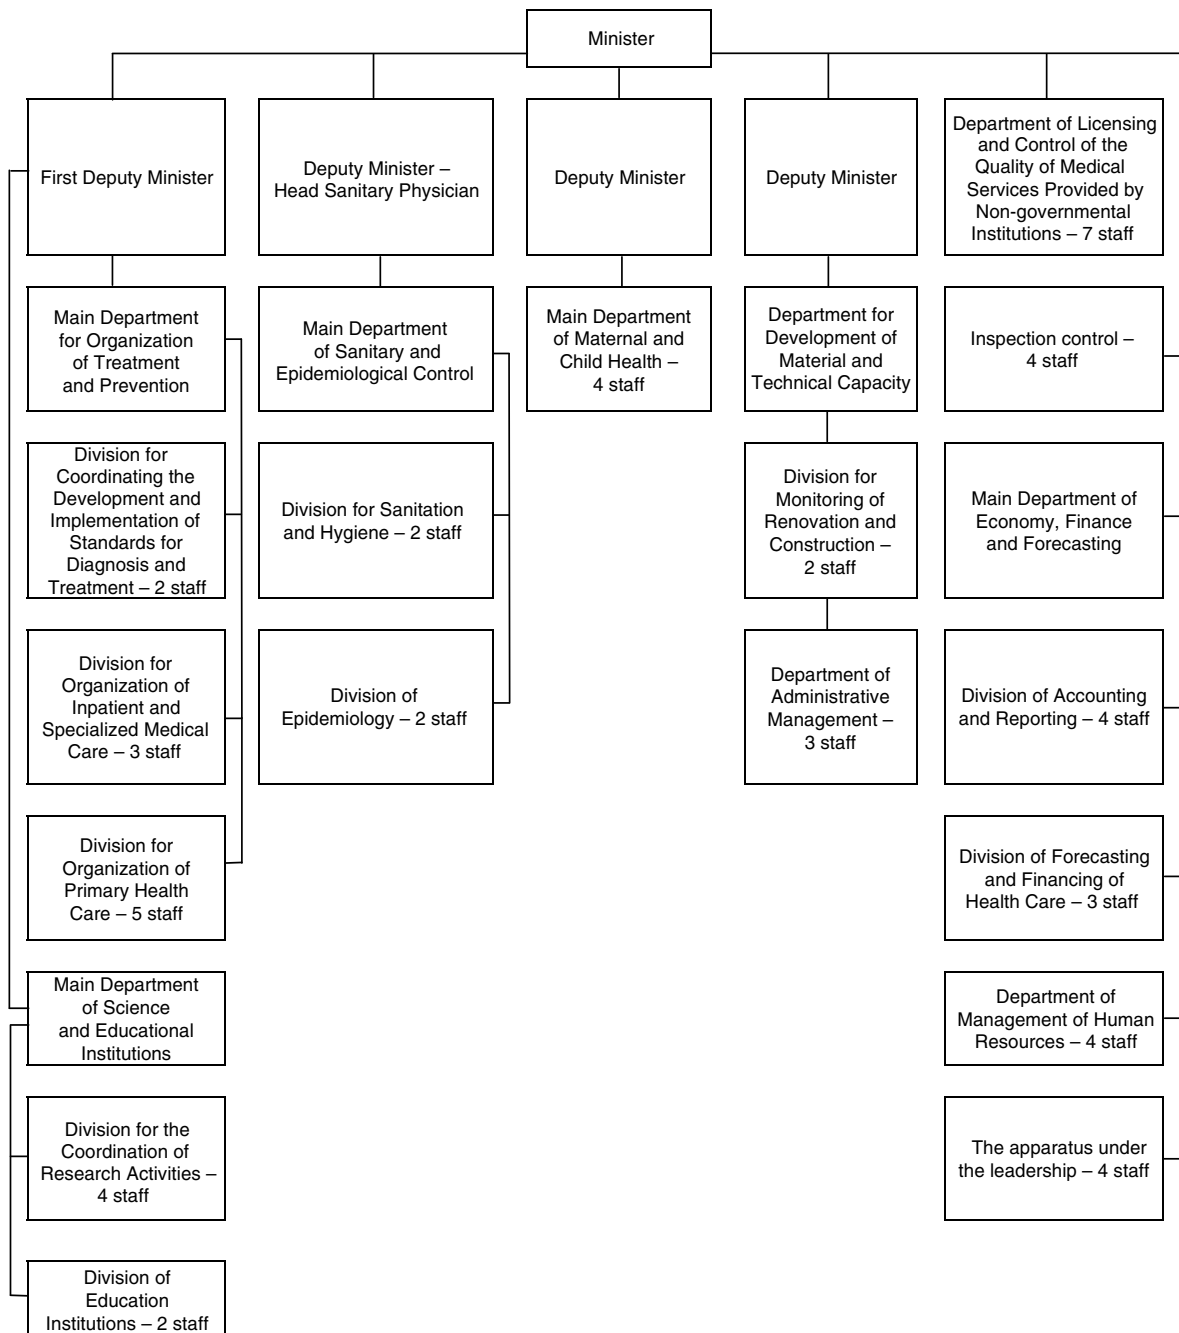 Minister
First Deputy Minister
Deputy Minister –
Head Sanitary Physician
Deputy Minister
Deputy Minister
Department of Licensing
and Control of the
Quality of Medical
Services Provided by
Non-governmental
Institutions – 7 staff
Main Department
for Organization
of Treatment
and Prevention
Main Department
of Sanitary and
Epidemiological Control
Main Department
of Maternal and
Child Health –
4 staff
Department for
Development of
Material and
Technical Capacity
Inspection control –
4 staff
Division for
Coordinating the
Development and
Implementation of
Standards for
Diagnosis and
Treatment – 2 staff
Division for Sanitation
and Hygiene – 2 staff
Division for
Monitoring of
Renovation and
Construction –
2 staff
Main Department of
Economy, Finance
and Forecasting
Division for
Organization of
Inpatient and
Specialized Medical
Care – 3 staff
Division of
Epidemiology – 2 staff
Department of
Administrative
Management –
3 staff
Division of Accounting
and Reporting – 4 staff
Division for
Organization of
Primary Health
Care – 5 staff
Division of Forecasting
and Financing of
Health Care – 3 staff
Main Department
of Science
and Educational
Institutions
Department of
Management of Human
Resources – 4 staff
Division for the
Coordination of
Research Activities –
4 staff
The apparatus under
the leadership – 4 staff
Division of
Education
Institutions – 2 staff